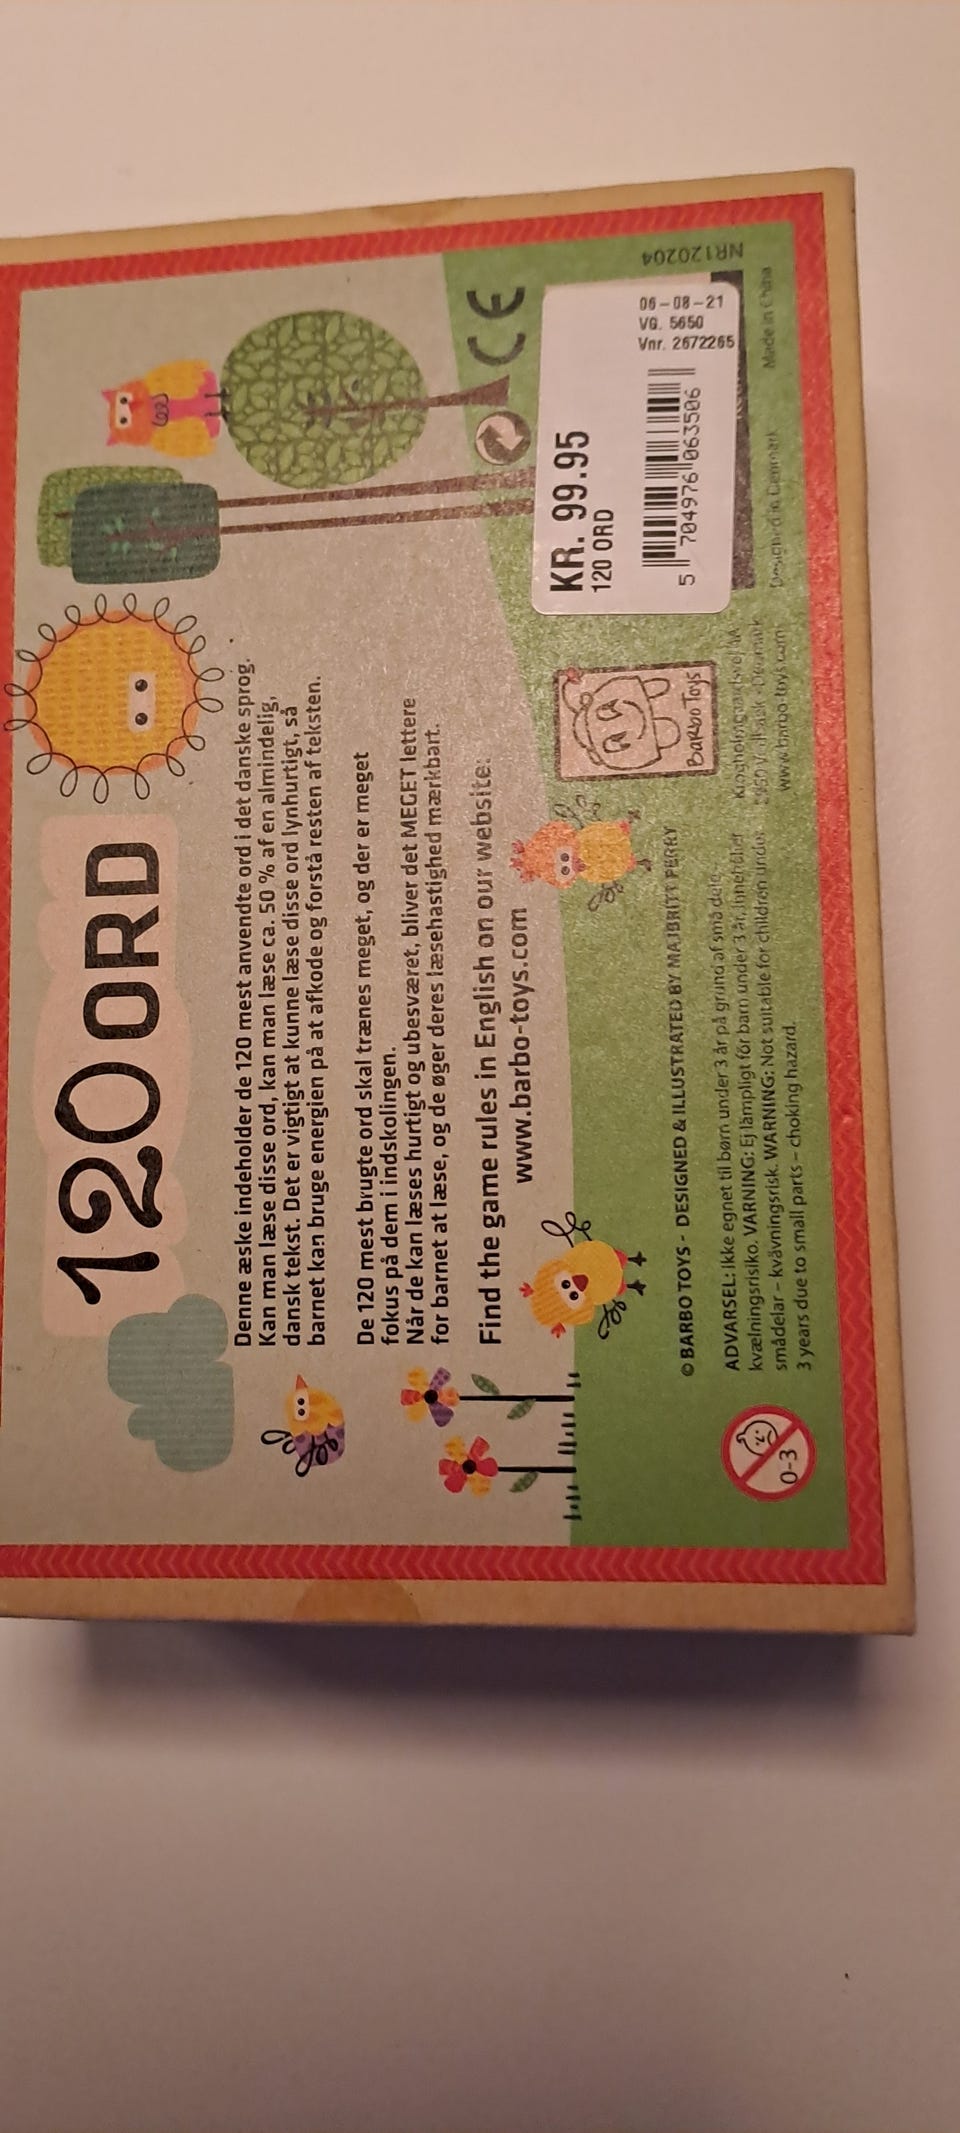 120 ORD
Denne æske indeholder de 120 mest anvendte ord i det danske sprog.
Kan man læse disse ord, kan man læse ca. 50 % af en almindelig,
dansk tekst. Det er vigtigt at kunne læse disse ord lynhurtigt, så
barnet kan bruge energien på at afkode og forstå resten af teksten.
De 120 mest brugte ord skal trænes meget, og der er meget
fokus på dem i indskolingen.
Når de kan læses hurtigt og ubesværet, bliver det MEGET lettere
for barnet at læse, og de øger deres læsehastighed mærkbart.
Find the game rules in English on our website:
www.barbo-toys.com
CE
KR. 99.95
120 ORD
5 704976 063506
06-08-21
VG. 5650
Vnr. 2672265
NR120204
BARBO TOYS
© BARBO TOYS - DESIGNED & ILLUSTRATED BY MAJBRITT PERRY
0-3
ADVARSEL: Ikke egnet til børn under 3 år på grund af små dele -
kvælningsrisiko. VARNING: Ej lämpligt för barn under 3 år. Innehåller
smådelar - kvävningsrisk. WARNING: Not suitable for children under
3 years due to small parts - choking hazard.
Danmark
www.barbo-toys.com
Designed in Denmark
Made in China